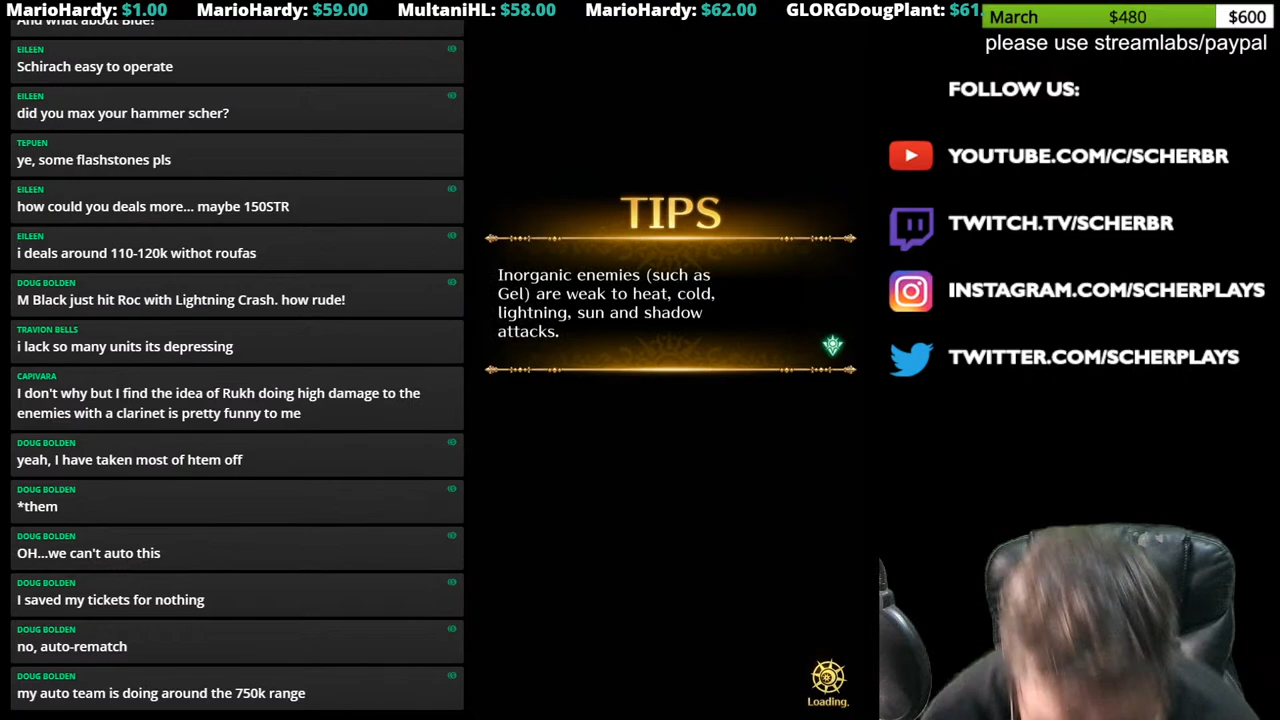 MarioHardy: $1.00 MarioHardy: $59.00 MultaniHL: $58.00 MarioHardy: $62.00 GLORGDougPlant: $61.
March $480 $600
please use streamlabs/paypal
And what about Blue?
EILEEN
Schirach easy to operate
EILEEN
did you max your hammer scher?
TEPUEN
ye, some flashstones pls
EILEEN
how could you deals more... maybe 150STR
EILEEN
i deals around 110-120k withot roufas
DOUG BOLDEN
M Black just hit Roc with Lightning Crash. how rude!
TRAVION BELLS
i lack so many units its depressing
CAPIVARA
I don't why but I find the idea of Rukh doing high damage to the
enemies with a clarinet is pretty funny to me
DOUG BOLDEN
yeah, I have taken most of htem off
DOUG BOLDEN
*them
DOUG BOLDEN
OH...we can't auto this
DOUG BOLDEN
I saved my tickets for nothing
DOUG BOLDEN
no, auto-rematch
DOUG BOLDEN
my auto team is doing around the 750k range
TIPS
Inorganic enemies (such as
Gel) are weak to heat, cold,
lightning, sun and shadow
attacks.
Loading.
FOLLOW US:
YOUTUBE.COM/C/SCHERBR
TWITCH.TV/SCHERBR
INSTAGRAM.COM/SCHERPLAYS
TWITTER.COM/SCHERPLAYS